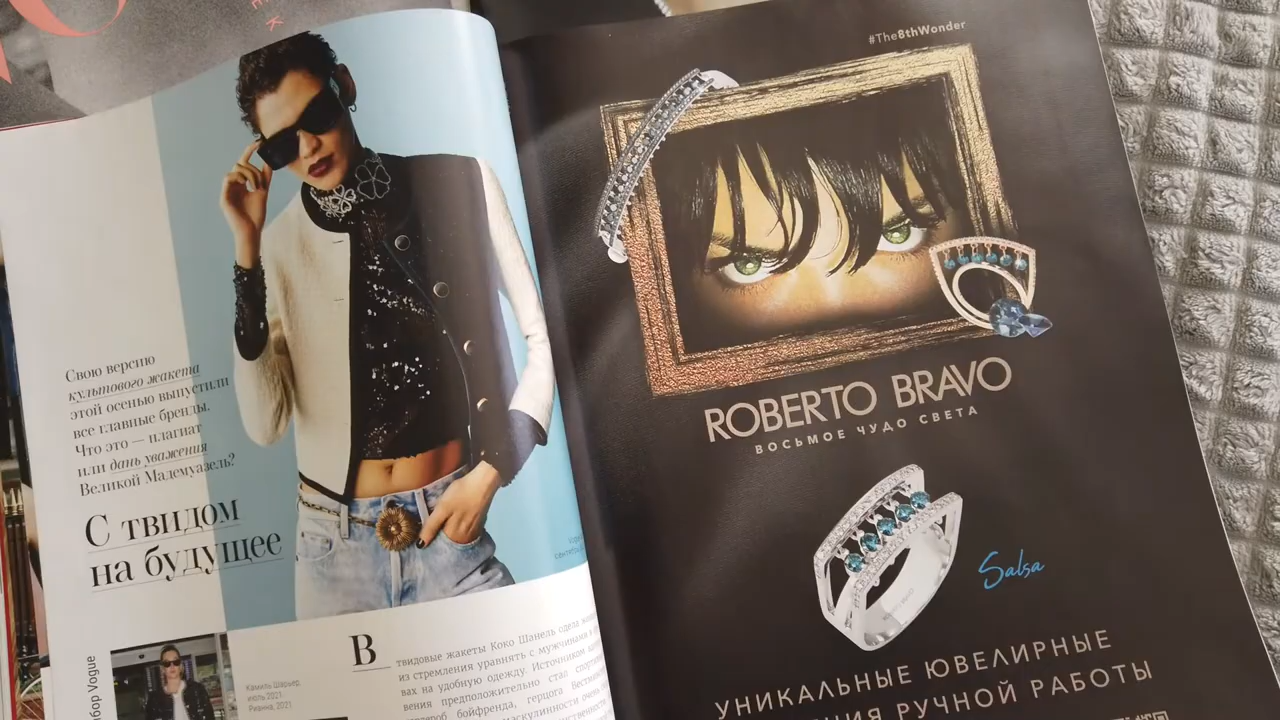 Свою версию
культового жакета
этой осенью выпустили
все главные бренды.
Что это — плагиат
или дань уважения
Великой Мадемуазель?
С твидом
на будущее
Vogue
Камиль Шарьер,
июль 2021
Рианна, 2021
В твидовые жакеты Коко Шанель одела
из стремления уравнять с мужчинами в
вах на удобную одежду. Источником
вения предположительно стал
бойфренда, герцога
#The8thWonder
ROBERTO BRAVO
ВОСЬМОЕ ЧУДО СВЕТА
Salsa
УНИКАЛЬНЫЕ ЮВЕЛИРНЫЕ
РУЧНОЙ РАБОТЫ